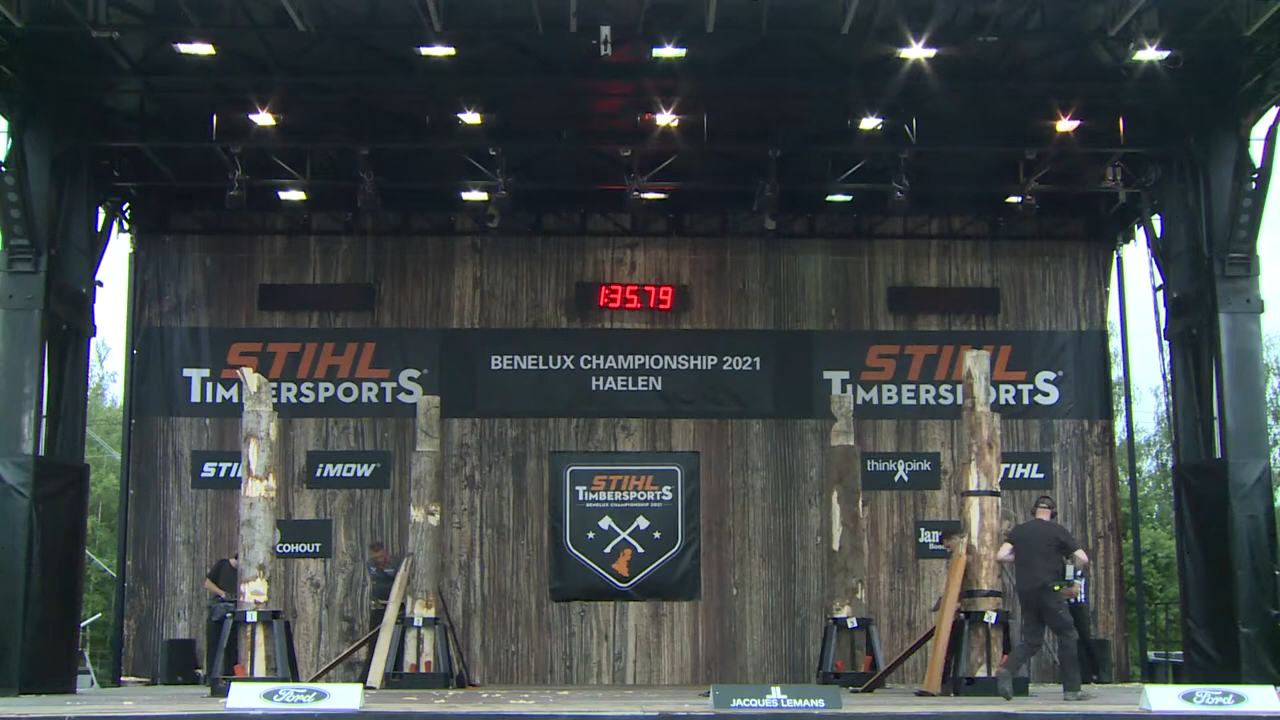 1:35.79
STIHL
TIMBERSPORTS®
BENELUX CHAMPIONSHIP 2021
HAELEN
STIHL
TIMBERSPORTS®
STIHL
iMOW®
STIHL
TIMBERSPORTS
BENELUX CHAMPIONSHIP 2021
think pink
STIHL
COHOUT
Ford
JL
JACQUES LEMANS
Ford